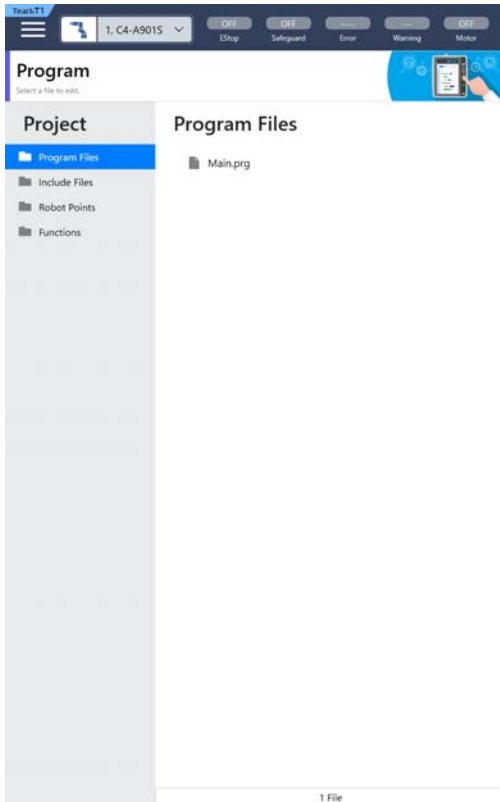 TeachT1
1, C4-A901S
OFF
OFF
OFF
EStop
Safeguard
Error
Warning
Motor
Program
Select a file to edit.
Project
Program Files
Program Files
Main.prg
Include Files
Robot Points
Functions
1 File